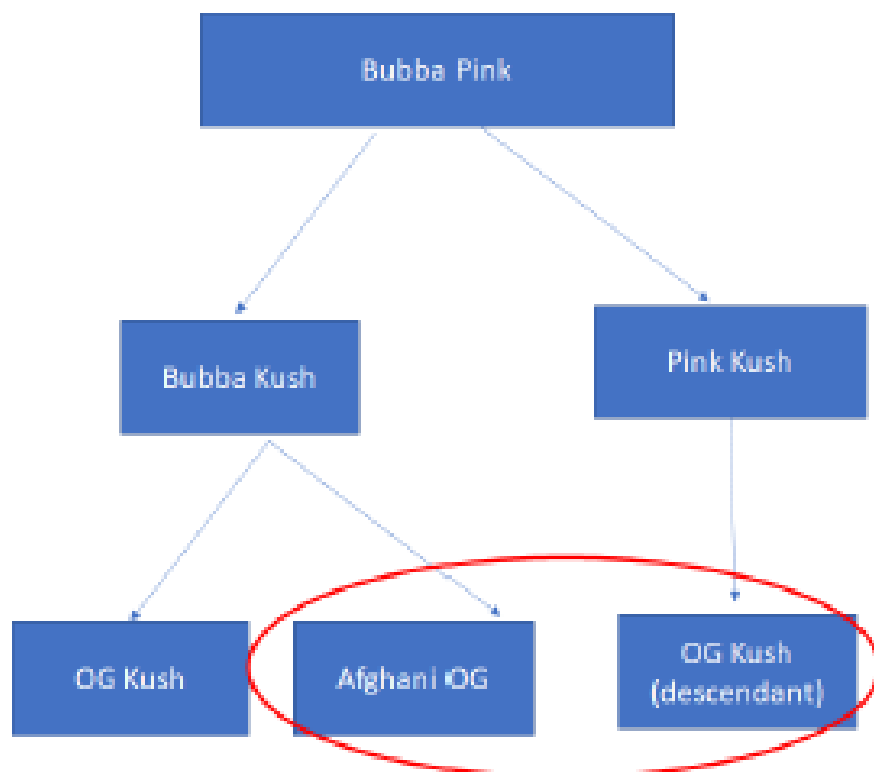 Bubba Pink
Bubba Kush
Pink Kush
OG Kush
Afghani OG
OG Kush
(descendant)